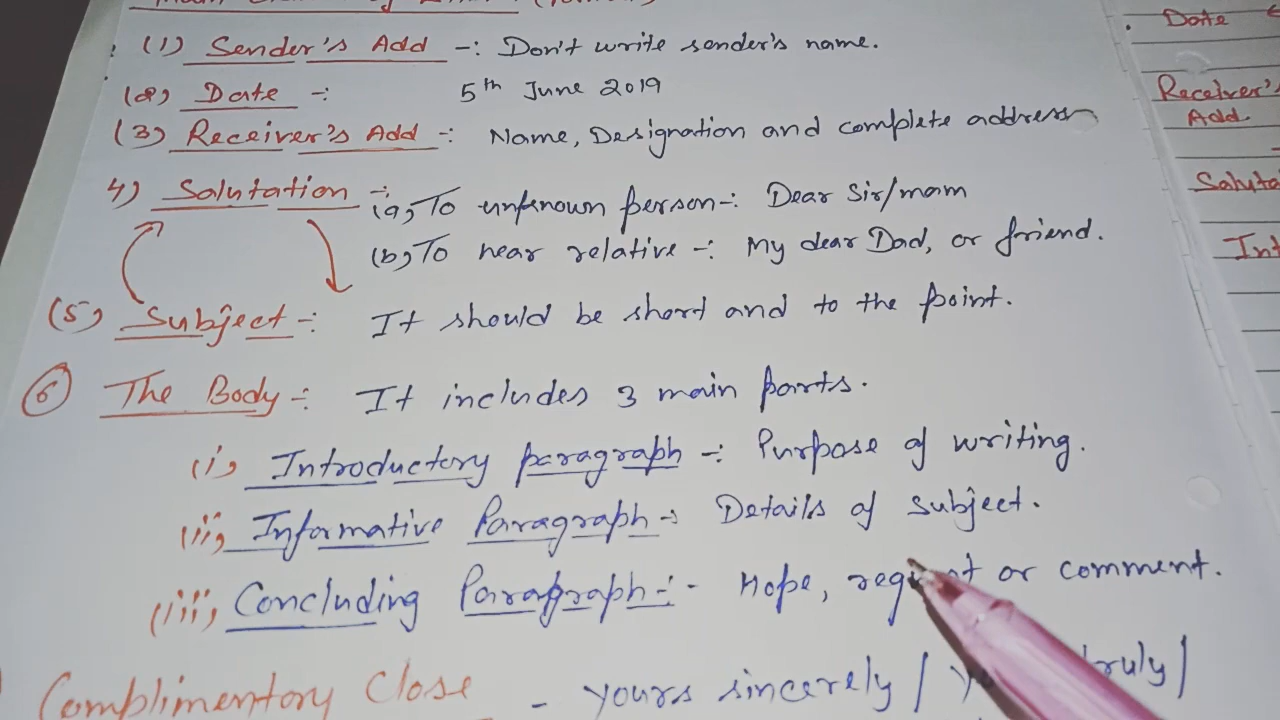 (1) Sender's Add -: Don't write sender's name.
(2) Date -: 5th June 2019
(3) Receiver's Add -: Name, Designation and complete address
4) Salutation -: (a) To unknown person -: Dear Sir/mam
(b) To near relative -: My dear Dad, or friend.
(5) Subject -: It should be short and to the point.
(6) The Body -: It includes 3 main parts.
(i) Introductory paragraph -: Purpose of writing.
(ii) Informative Paragraph -: Details of subject.
(iii) Concluding Paragraph -: - Hope, or comment.
Complimentory Close - yours sincerely / truly /
Date
Receiver's
Add.